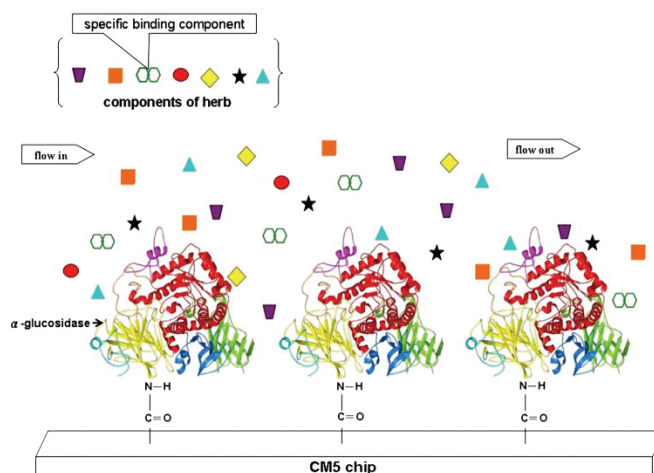 specific binding component
components of herb
flow in
flow out
α-glucosidase
N–H
N–H
N–H
C=O
C=O
C=O
CM5 chip